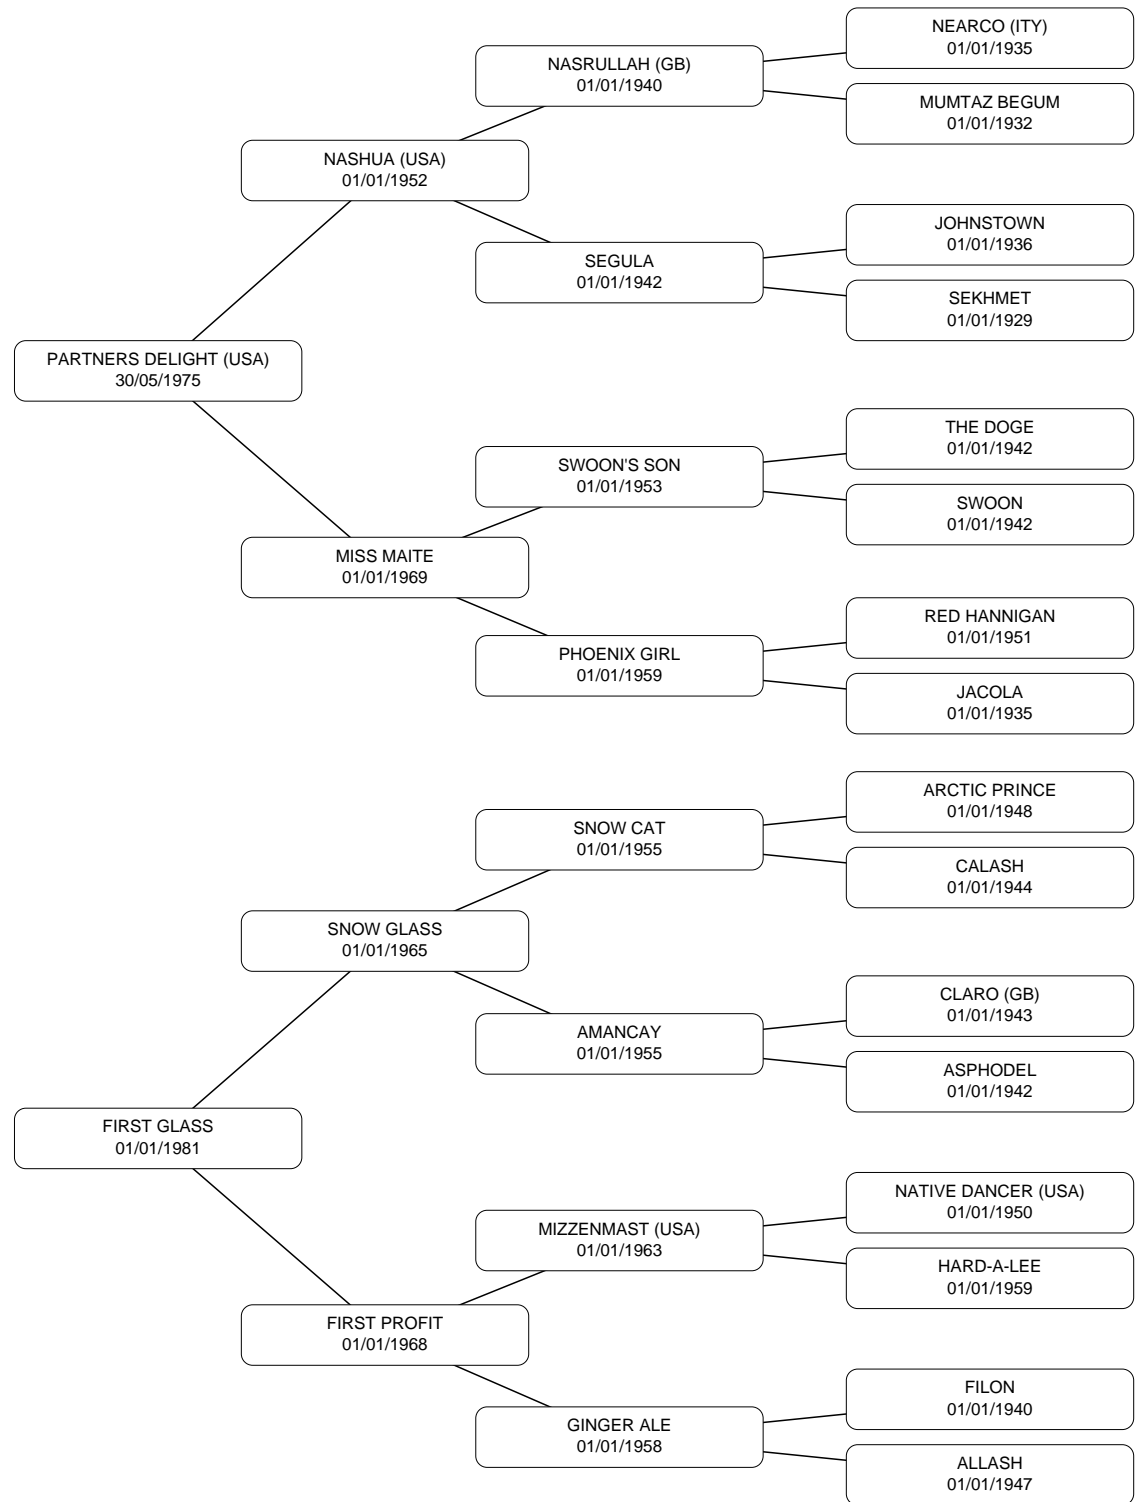 NEARCO (ITY)
01/01/1935
NASRULLAH (GB)
01/01/1940
MUMTAZ BEGUM
01/01/1932
NASHUA (USA)
01/01/1952
JOHNSTOWN
01/01/1936
SEGULA
01/01/1942
SEKHMET
01/01/1929
PARTNERS DELIGHT (USA)
30/05/1975
THE DOGE
01/01/1942
SWOON'S SON
01/01/1953
SWOON
01/01/1942
MISS MAITE
01/01/1969
RED HANNIGAN
01/01/1951
PHOENIX GIRL
01/01/1959
JACOLA
01/01/1935
ARCTIC PRINCE
01/01/1948
SNOW CAT
01/01/1955
CALASH
01/01/1944
SNOW GLASS
01/01/1965
CLARO (GB)
01/01/1943
AMANCAY
01/01/1955
ASPHODEL
01/01/1942
FIRST GLASS
01/01/1981
NATIVE DANCER (USA)
01/01/1950
MIZZENMAST (USA)
01/01/1963
HARD-A-LEE
01/01/1959
FIRST PROFIT
01/01/1968
FILON
01/01/1940
GINGER ALE
01/01/1958
ALLASH
01/01/1947